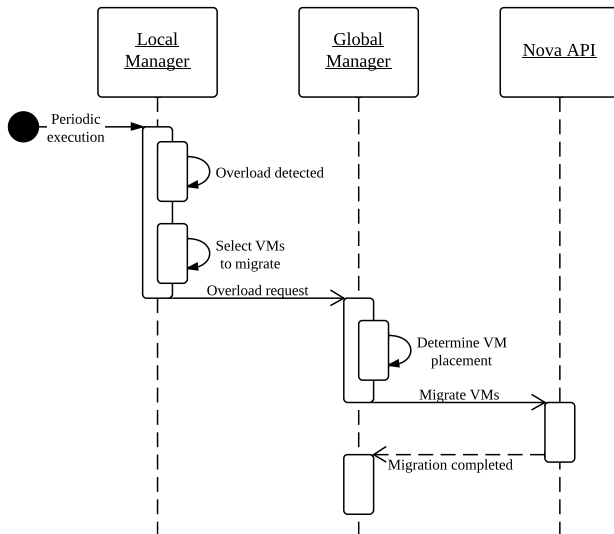 Local
Manager
Global
Manager
Nova API
Periodic
execution
Overload detected
Select VMs
to migrate
Overload request
Determine VM
placement
Migrate VMs
Migration completed